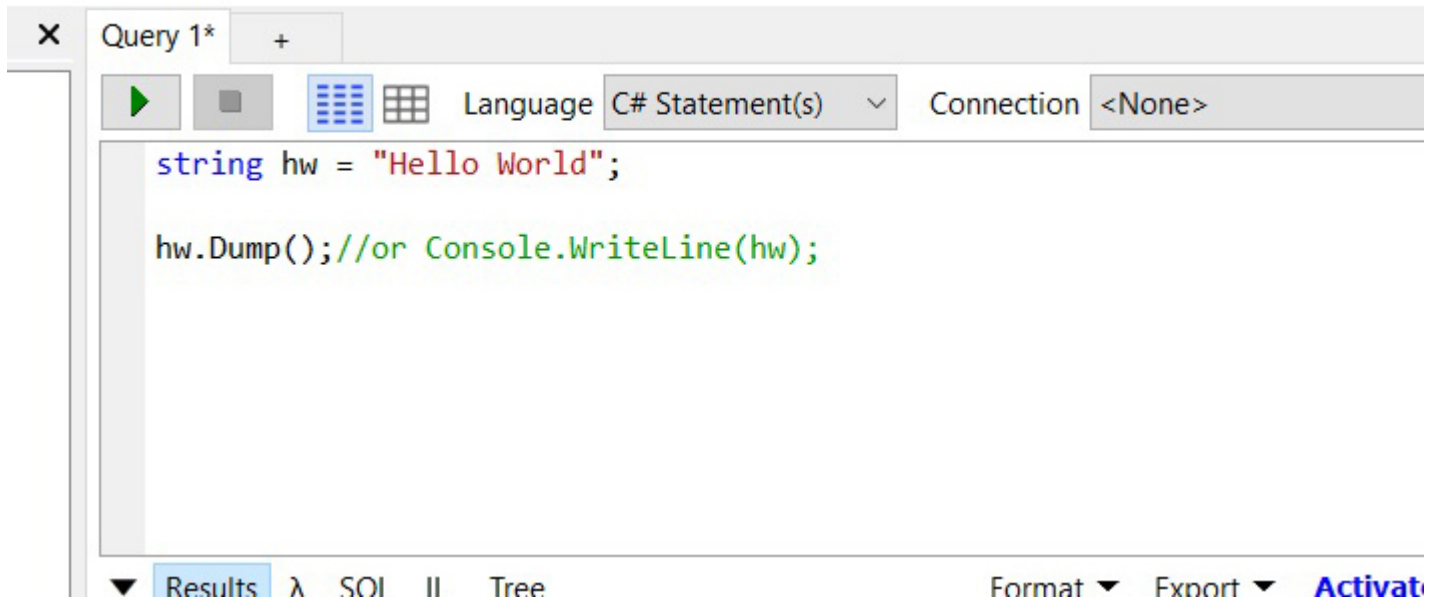 Query 1* +
Language C# Statement(s) Connection <None>
string hw = "Hello World";
hw.Dump();//or Console.WriteLine(hw);
Results λ SQL IL Tree Format Export